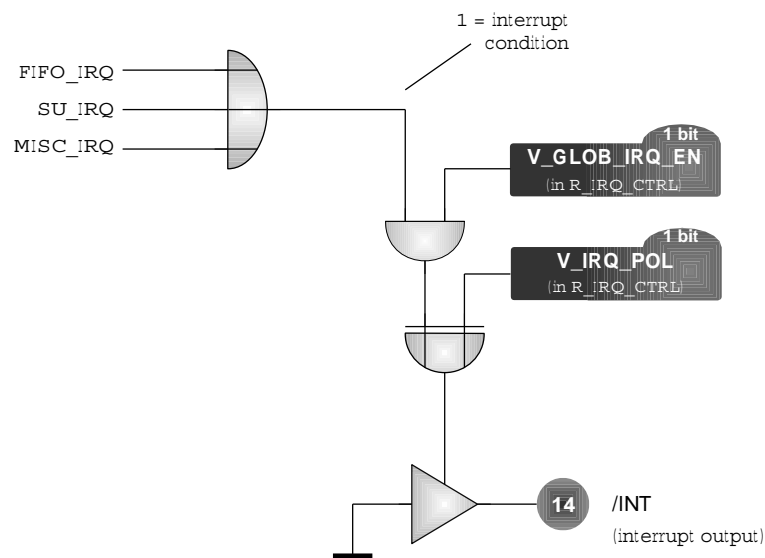 1 = interrupt
condition
FIFO_IRQ
SU_IRQ
MISC_IRQ
1 bit
V_GLOB_IRQ_EN
(in R_IRQ_CTRL)
1 bit
V_IRQ_POL
(in R_IRQ_CTRL)
14
/INT
(interrupt output)